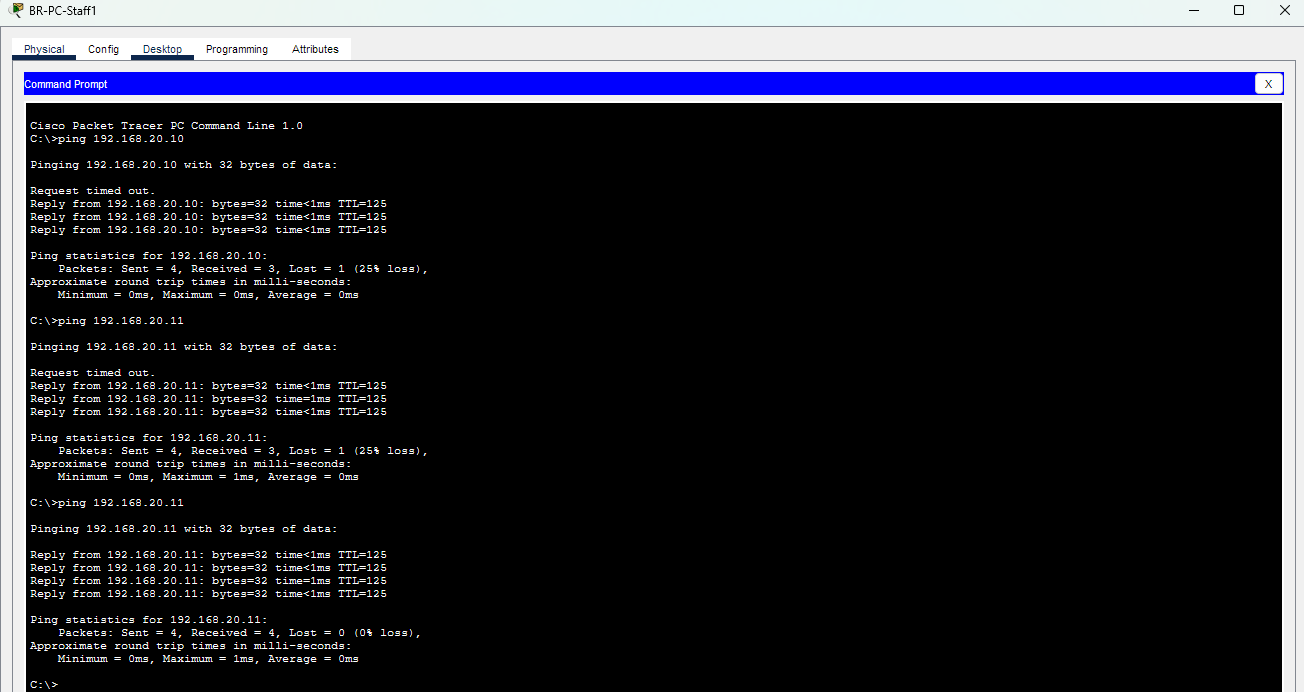 BR-PC-Staff1
Physical Config Desktop Programming Attributes
Command Prompt
X
Cisco Packet Tracer PC Command Line 1.0
C:\>ping 192.168.20.10
Pinging 192.168.20.10 with 32 bytes of data:
Request timed out.
Reply from 192.168.20.10: bytes=32 time<1ms TTL=125
Reply from 192.168.20.10: bytes=32 time<1ms TTL=125
Reply from 192.168.20.10: bytes=32 time<1ms TTL=125
Ping statistics for 192.168.20.10:
    Packets: Sent = 4, Received = 3, Lost = 1 (25% loss),
Approximate round trip times in milli-seconds:
    Minimum = 0ms, Maximum = 0ms, Average = 0ms
C:\>ping 192.168.20.11
Pinging 192.168.20.11 with 32 bytes of data:
Request timed out.
Reply from 192.168.20.11: bytes=32 time<1ms TTL=125
Reply from 192.168.20.11: bytes=32 time=1ms TTL=125
Reply from 192.168.20.11: bytes=32 time<1ms TTL=125
Ping statistics for 192.168.20.11:
    Packets: Sent = 4, Received = 3, Lost = 1 (25% loss),
Approximate round trip times in milli-seconds:
    Minimum = 0ms, Maximum = 1ms, Average = 0ms
C:\>ping 192.168.20.11
Pinging 192.168.20.11 with 32 bytes of data:
Reply from 192.168.20.11: bytes=32 time<1ms TTL=125
Reply from 192.168.20.11: bytes=32 time<1ms TTL=125
Reply from 192.168.20.11: bytes=32 time=1ms TTL=125
Reply from 192.168.20.11: bytes=32 time<1ms TTL=125
Ping statistics for 192.168.20.11:
    Packets: Sent = 4, Received = 4, Lost = 0 (0% loss),
Approximate round trip times in milli-seconds:
    Minimum = 0ms, Maximum = 1ms, Average = 0ms
C:\>